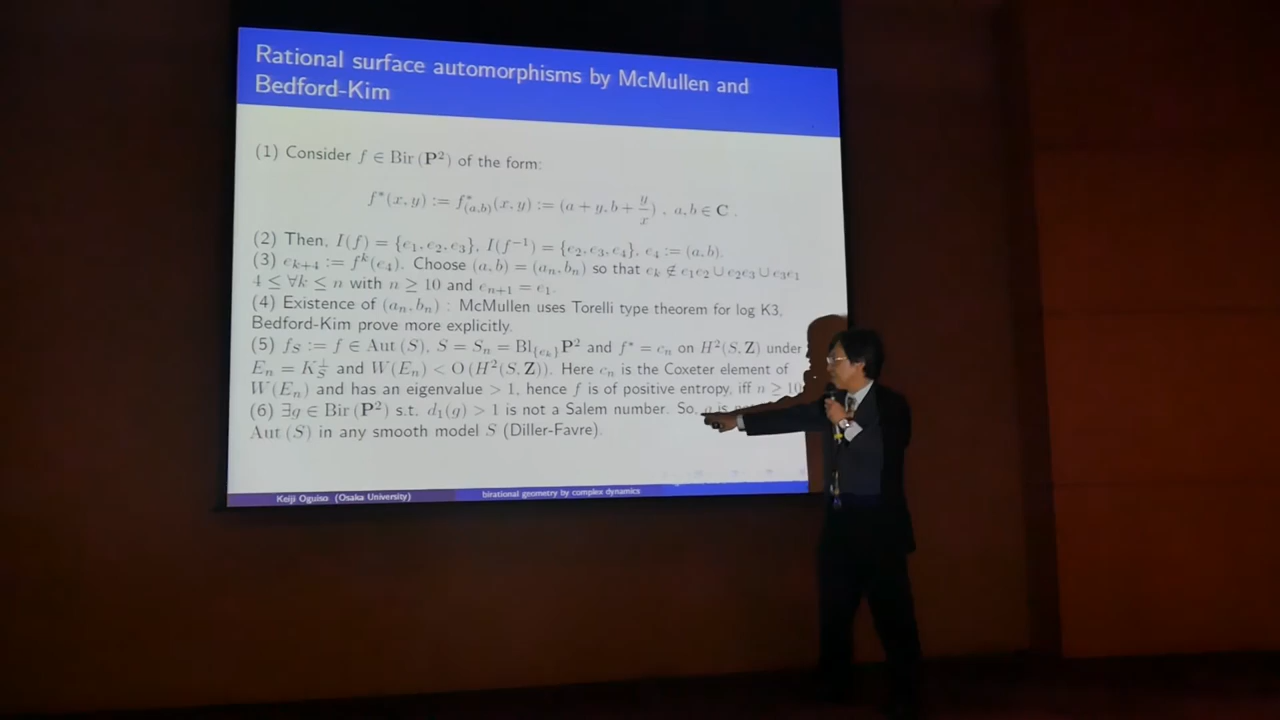 Rational surface automorphisms by McMullen and
Bedford-Kim
(1) Consider f ∈ Bir (P²) of the form:
f*(x, y) := f*₍ₐ,b₎(x, y) := (a + y, b + y/x) , a, b ∈ C .
(2) Then, I(f) = {e₁, e₂, e₃}, I(f⁻¹) = {e₂, e₃, e₄}, e₄ := (a, b).
(3) eₖ₊₄ := fᵏ(e₄). Choose (a, b) = (aₙ, bₙ) so that eₖ ∉ e₁e₂ ∪ e₂e₃ ∪ e₃e₁
4 ≤ ∀k ≤ n with n ≥ 10 and eₙ₊₁ = e₁.
(4) Existence of (aₙ, bₙ) : McMullen uses Torelli type theorem for log K3,
Bedford-Kim prove more explicitly.
(5) f_S := f ∈ Aut (S), S = Sₙ = Bl_{eₖ}P² and f* = cₙ on H²(S, Z) under
Eₙ = K_S^⊥ and W(Eₙ) < O (H²(S, Z)). Here cₙ is the Coxeter element of
W(Eₙ) and has an eigenvalue > 1, hence f is of positive entropy, iff n ≥ 10
(6) ∃g ∈ Bir (P²) s.t. d₁(g) > 1 is not a Salem number. So, g is
Aut (S) in any smooth model S (Diller-Favre).
Keiji Oguiso (Osaka University) birational geometry by complex dynamics